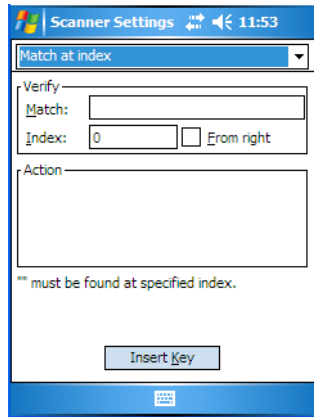 Scanner Settings 11:53
Match at index
Verify
Match:
Index: 0 From right
Action
"" must be found at specified index.
Insert Key